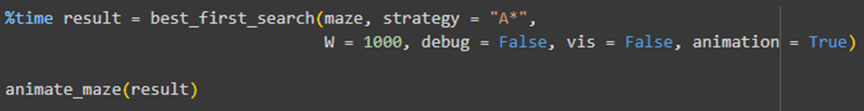 %time result = best_first_search(maze, strategy = "A*",
W = 1000, debug = False, vis = False, animation = True)
animate_maze(result)